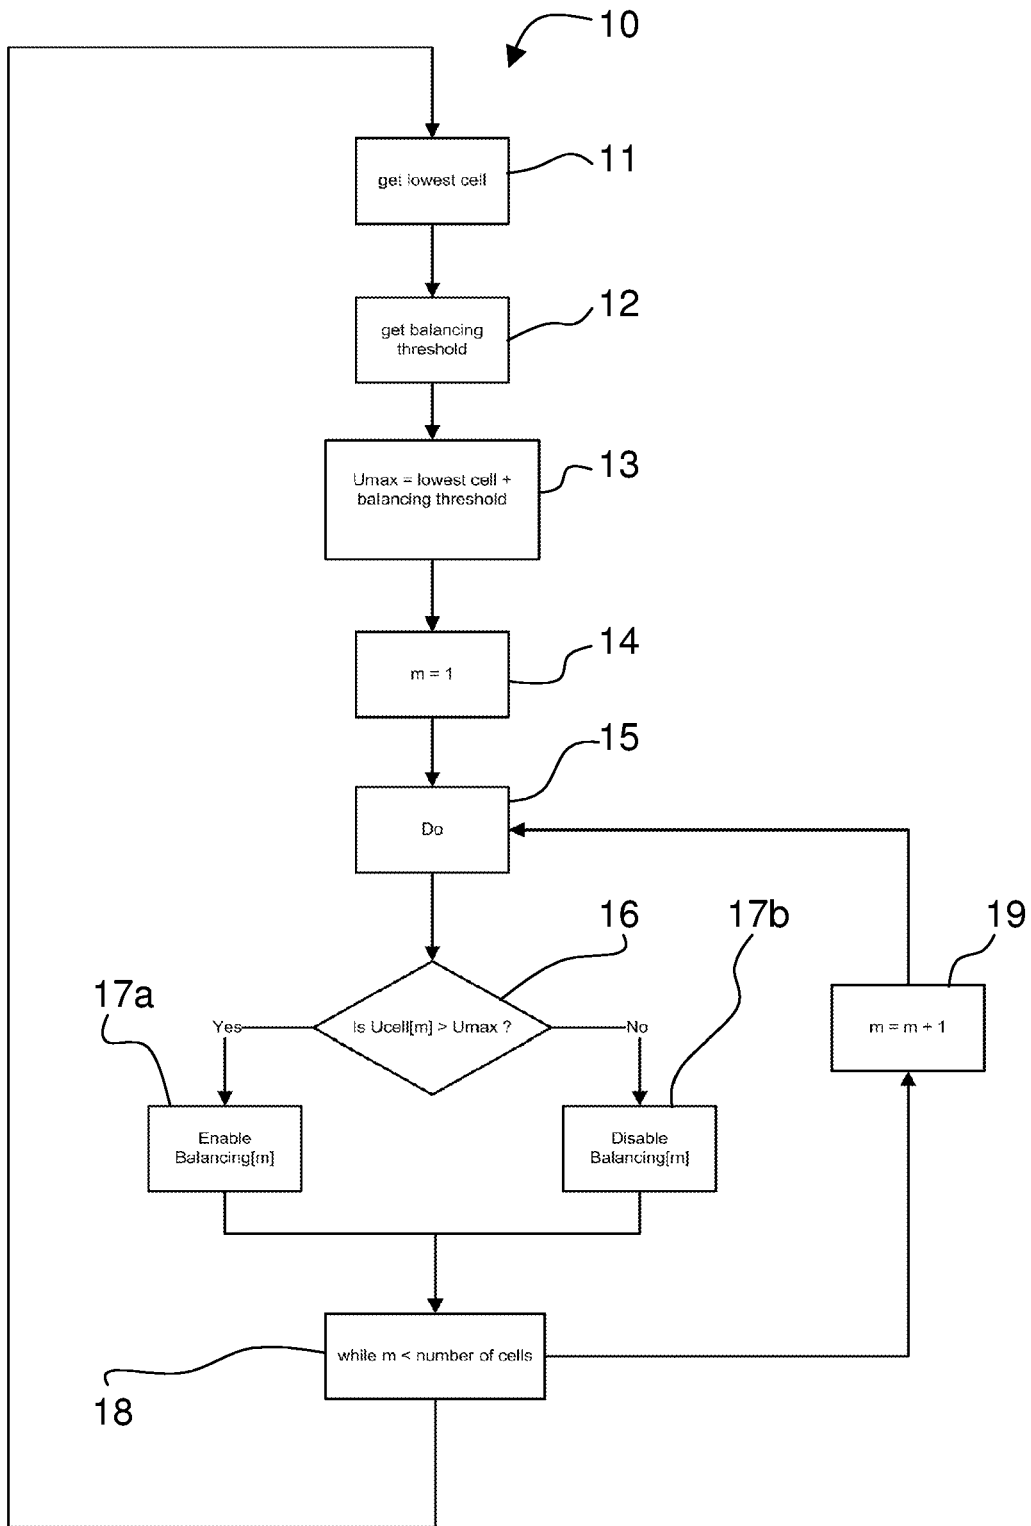 10
11
get lowest cell
12
get balancing
threshold
13
Umax = lowest cell +
balancing threshold
14
m = 1
15
Do
16
17b
19
17a
Yes
Is Ucell[m] > Umax ?
No
m = m + 1
Enable
Balancing[m]
Disable
Balancing[m]
while m < number of cells
18